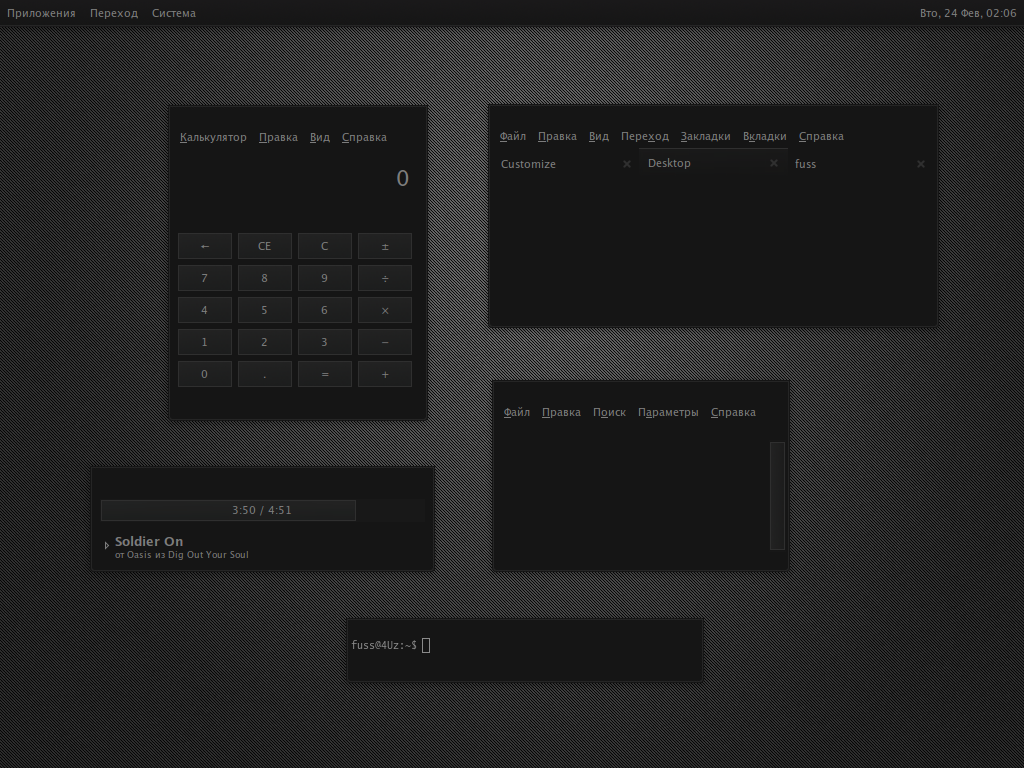 Приложения Переход Система Вто, 24 Фев, 02:06
Калькулятор Правка Вид Справка
0
← CE C ±
7 8 9 ÷
4 5 6 ×
1 2 3 −
0 . = +
Файл Правка Вид Переход Закладки Вкладки Справка
Customize Desktop fuss
Файл Правка Поиск Параметры Справка
3:50 / 4:51
Soldier On
от Oasis из Dig Out Your Soul
fuss@4Uz:~$